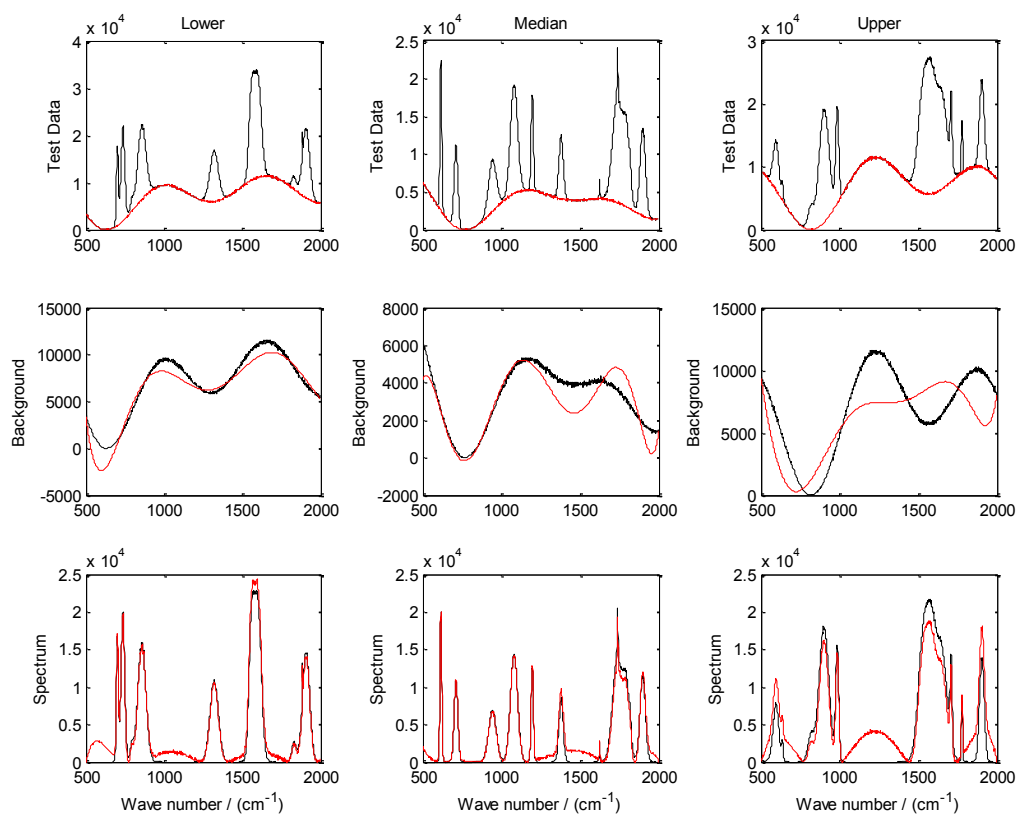 Lower Median Upper
x 10^4 x 10^4 x 10^4
Test Data Test Data Test Data
4 2.5 3
3 2 2
2 1.5 1
1 1 0
0 0.5
0
500 1000 1500 2000 500 1000 1500 2000 500 1000 1500 2000
Background Background Background
15000 8000 15000
10000 6000 10000
5000 4000 5000
0 2000 0
-5000 0
-2000
500 1000 1500 2000 500 1000 1500 2000 500 1000 1500 2000
x 10^4 x 10^4 x 10^4
Spectrum Spectrum Spectrum
2.5 2.5 2.5
2 2 2
1.5 1.5 1.5
1 1 1
0.5 0.5 0.5
0 0 0
500 1000 1500 2000 500 1000 1500 2000 500 1000 1500 2000
Wave number / (cm^-1) Wave number / (cm^-1) Wave number / (cm^-1)